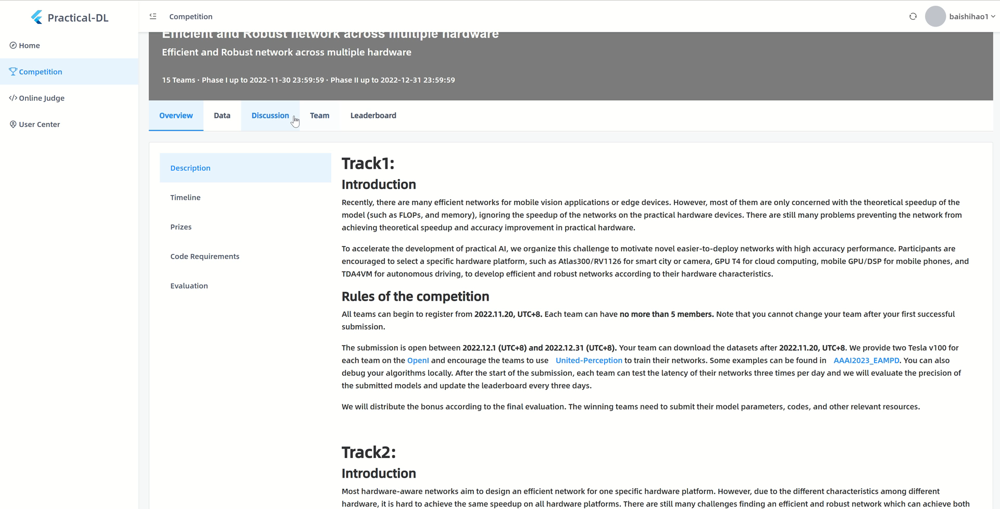 Practical-DL
Home
Competition
Online Judge
User Center
Competition
baishihao1
Efficient and Robust network across multiple hardware
Efficient and Robust network across multiple hardware
15 Teams · Phase I up to 2022-11-30 23:59:59 · Phase II up to 2022-12-31 23:59:59
Overview Data Discussion Team Leaderboard
Description
Timeline
Prizes
Code Requirements
Evaluation
Track1:
Introduction
Recently, there are many efficient networks for mobile vision applications or edge devices. However, most of them are only concerned with the theoretical speedup of the
model (such as FLOPs, and memory), ignoring the speedup of the networks on the practical hardware devices. There are still many problems preventing the network from
achieving theoretical speedup and accuracy improvement in practical hardware.
To accelerate the development of practical AI, we organize this challenge to motivate novel easier-to-deploy networks with high accuracy performance. Participants are
encouraged to select a specific hardware platform, such as Atlas300/RV1126 for smart city or camera, GPU T4 for cloud computing, mobile GPU/DSP for mobile phones, and
TDA4VM for autonomous driving, to develop efficient and robust networks according to their hardware characteristics.
Rules of the competition
All teams can begin to register from 2022.11.20, UTC+8. Each team can have no more than 5 members. Note that you cannot change your team after your first successful
submission.
The submission is open between 2022.12.1 (UTC+8) and 2022.12.31 (UTC+8). Your team can download the datasets after 2022.11.20, UTC+8. We provide two Tesla v100 for
each team on the OpenI and encourage the teams to use United-Perception to train their networks. Some examples can be found in AAAI2023_EAMPD. You can also
debug your algorithms locally. After the start of the submission, each team can test the latency of their networks three times per day and we will evaluate the precision of
the submitted models and update the leaderboard every three days.
We will distribute the bonus according to the final evaluation. The winning teams need to submit their model parameters, codes, and other relevant resources.
Track2:
Introduction
Most hardware-aware networks aim to design an efficient network for one specific hardware platform. However, due to the different characteristics among different
hardware, it is hard to achieve the same speedup on all hardware platforms. There are still many challenges finding an efficient and robust network which can achieve both